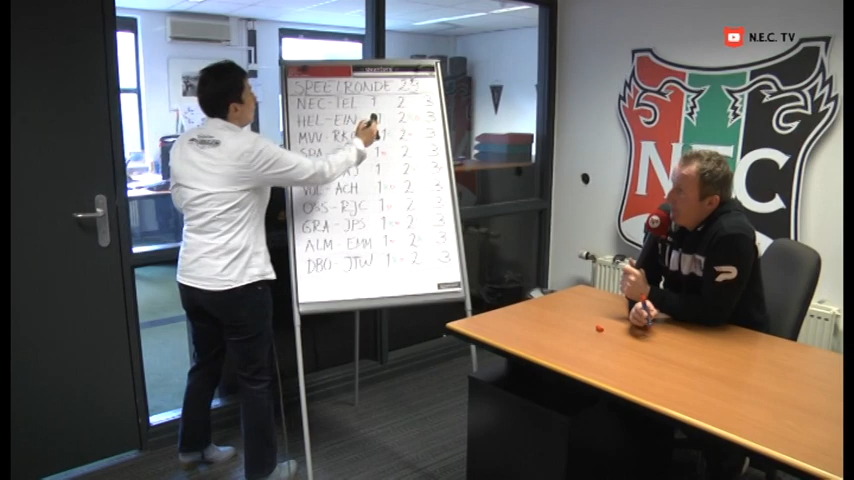 N.E.C. TV
SPEELRONDE 25
NEC-TEL 1 2 3
HEL-EIN 1 2 3
MVV-RK 1 2 3
SPA 1 2 3
1 2 3
VOL-ACH 1 2 3
OSS-RJC 1 2 3
GRA-JPS 1 2 3
ALM-EMM 1 2 3
DBO-JTW 1 2 3
NEC